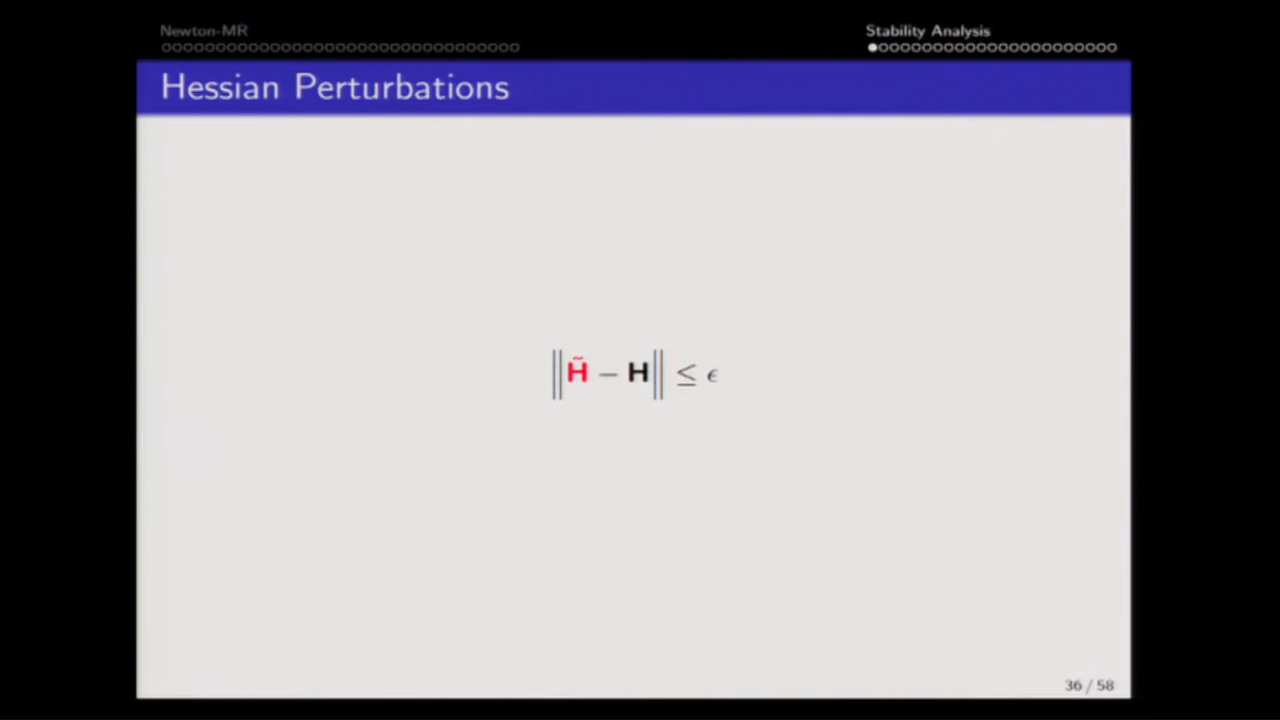 Newton-MR
Stability Analysis
Hessian Perturbations
‖H̃ − H‖ ≤ ϵ
36 / 58